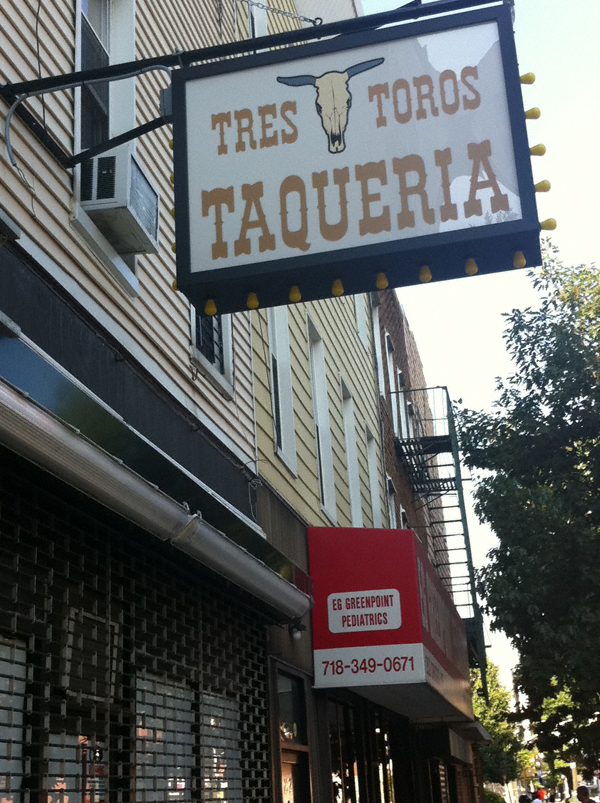 TRES TOROS
TAQUERIA
EG GREENPOINT
PEDIATRICS
718-349-0671